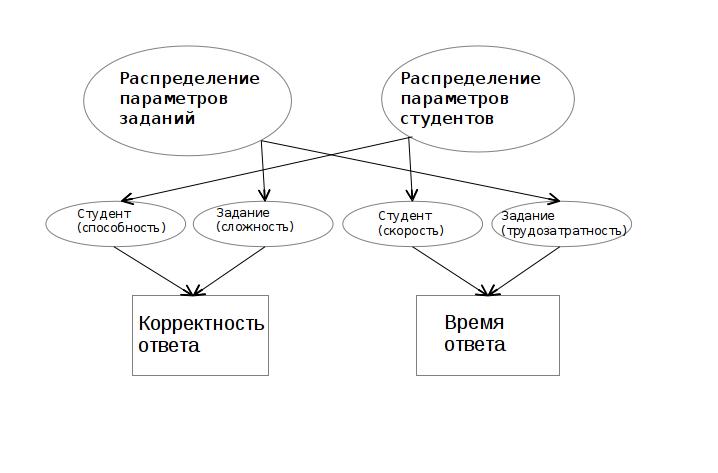 Распределение
параметров
заданий
Распределение
параметров
студентов
Студент
(способность)
Задание
(сложность)
Студент
(скорость)
Задание
(трудозатратность)
Корректность
ответа
Время
ответа